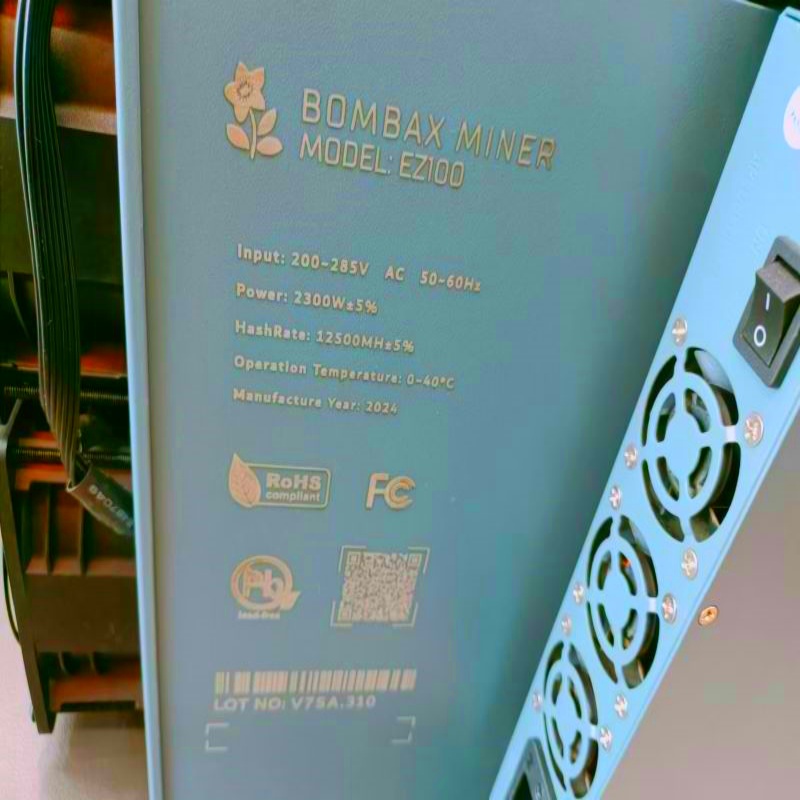 BOMBAX MINER
MODEL: EZ100
Input: 200-285V AC 50-60Hz
Power: 2300W±5%
HashRate: 12500MH±5%
Operation Temperature: 0-40°C
Manufacture Year: 2024
RoHS
compliant
FC
Pb
lead-free
LOT NO: V75A.310